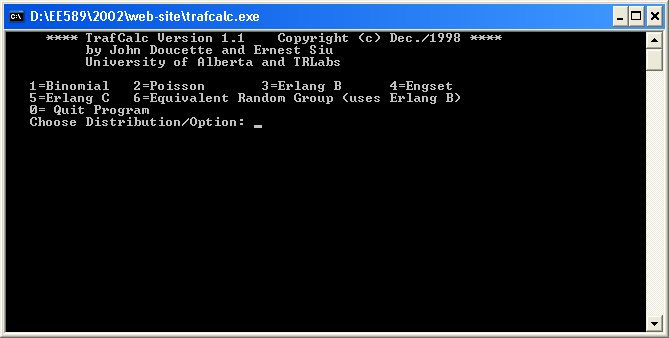 D:\EE589\2002\web-site\trafcalc.exe
**** TrafCalc Version 1.1    Copyright (c) Dec./1998 ****
by John Doucette and Ernest Siu
University of Alberta and TRLabs
1=Binomial   2=Poisson       3=Erlang B      4=Engset
5=Erlang C   6=Equivalent Random Group (uses Erlang B)
0= Quit Program
Choose Distribution/Option: _